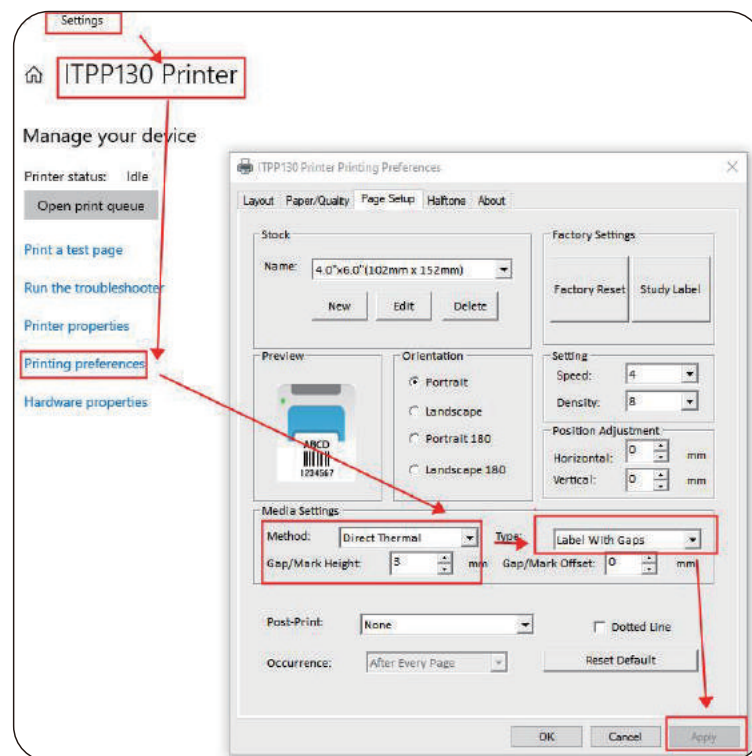 Settings
ITPP130 Printer
Manage your device
Printer status: Idle
Open print queue
Print a test page
Run the troubleshooter
Printer properties
Printing preferences
Hardware properties
ITPP130 Printer Printing Preferences
Layout Paper/Quality Page Setup Halftone About
Stock
Name: 4.0"x6.0"(102mm x 152mm)
New Edit Delete
Factory Settings
Factory Reset Study Label
Preview
ABCD
1234567
Orientation
Portrait
Landscape
Portrait 180
Landscape 180
Setting
Speed: 4
Density: 8
Position Adjustment
Horizontal: 0 mm
Vertical: 0 mm
Media Settings
Method: Direct Thermal Type: Label With Gaps
Gap/Mark Height: 3 mm Gap/Mark Offset: 0 mm
Post-Print: None Dotted Line
Occurrence: After Every Page Reset Default
OK Cancel Apply